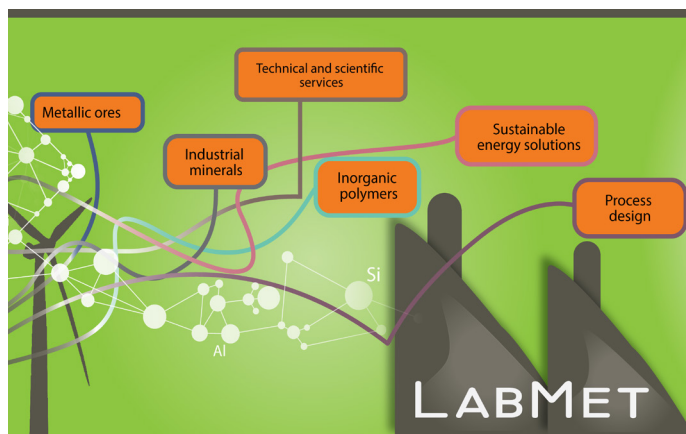 Technical and scientific
services
Metallic ores
Sustainable
energy solutions
Industrial
minerals
Inorganic
polymers
Process
design
Si
Al
LABMET